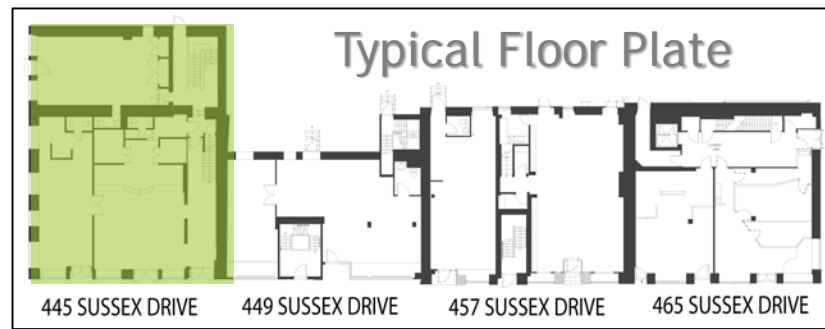 Typical Floor Plate
445 SUSSEX DRIVE
449 SUSSEX DRIVE
457 SUSSEX DRIVE
465 SUSSEX DRIVE